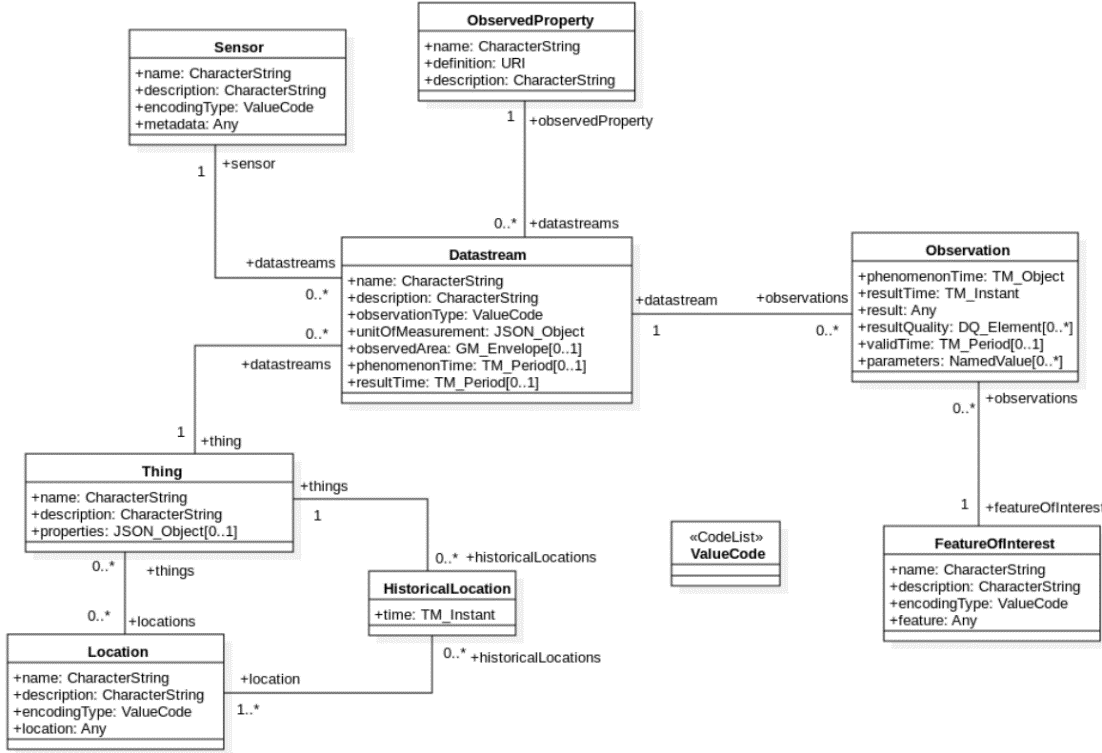 ObservedProperty
+name: CharacterString
+definition: URI
+description: CharacterString
Sensor
+name: CharacterString
+description: CharacterString
+encodingType: ValueCode
+metadata: Any
1
+observedProperty
1
+sensor
0..*
+datastreams
+datastreams
0..*
Datastream
+name: CharacterString
+description: CharacterString
+observationType: ValueCode
+unitOfMeasurement: JSON_Object
+observedArea: GM_Envelope[0..1]
+phenomenonTime: TM_Period[0..1]
+resultTime: TM_Period[0..1]
+datastream
1
+observations
0..*
Observation
+phenomenonTime: TM_Object
+resultTime: TM_Instant
+result: Any
+resultQuality: DQ_Element[0..*]
+validTime: TM_Period[0..1]
+parameters: NamedValue[0..*]
0..*
+datastreams
1
+thing
0..*
+observations
1
+featureOfInterest
Thing
+name: CharacterString
+description: CharacterString
+properties: JSON_Object[0..1]
+things
1
0..*
+historicalLocations
0..*
+things
0..*
+locations
HistoricalLocation
+time: TM_Instant
0..*
+historicalLocations
+location
1..*
Location
+name: CharacterString
+description: CharacterString
+encodingType: ValueCode
+location: Any
«CodeList»
ValueCode
FeatureOfInterest
+name: CharacterString
+description: CharacterString
+encodingType: ValueCode
+feature: Any